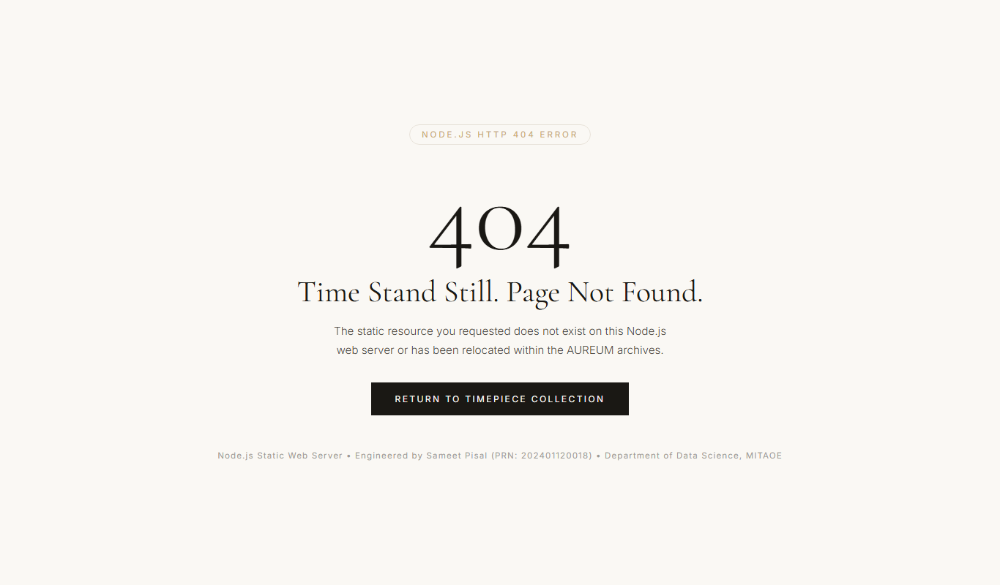 NODE.JS HTTP 404 ERROR
404
Time Stand Still. Page Not Found.
The static resource you requested does not exist on this Node.js
web server or has been relocated within the AUREUM archives.
RETURN TO TIMEPIECE COLLECTION
Node.js Static Web Server • Engineered by Sameet Pisal (PRN: 202401120018) • Department of Data Science, MITAOE